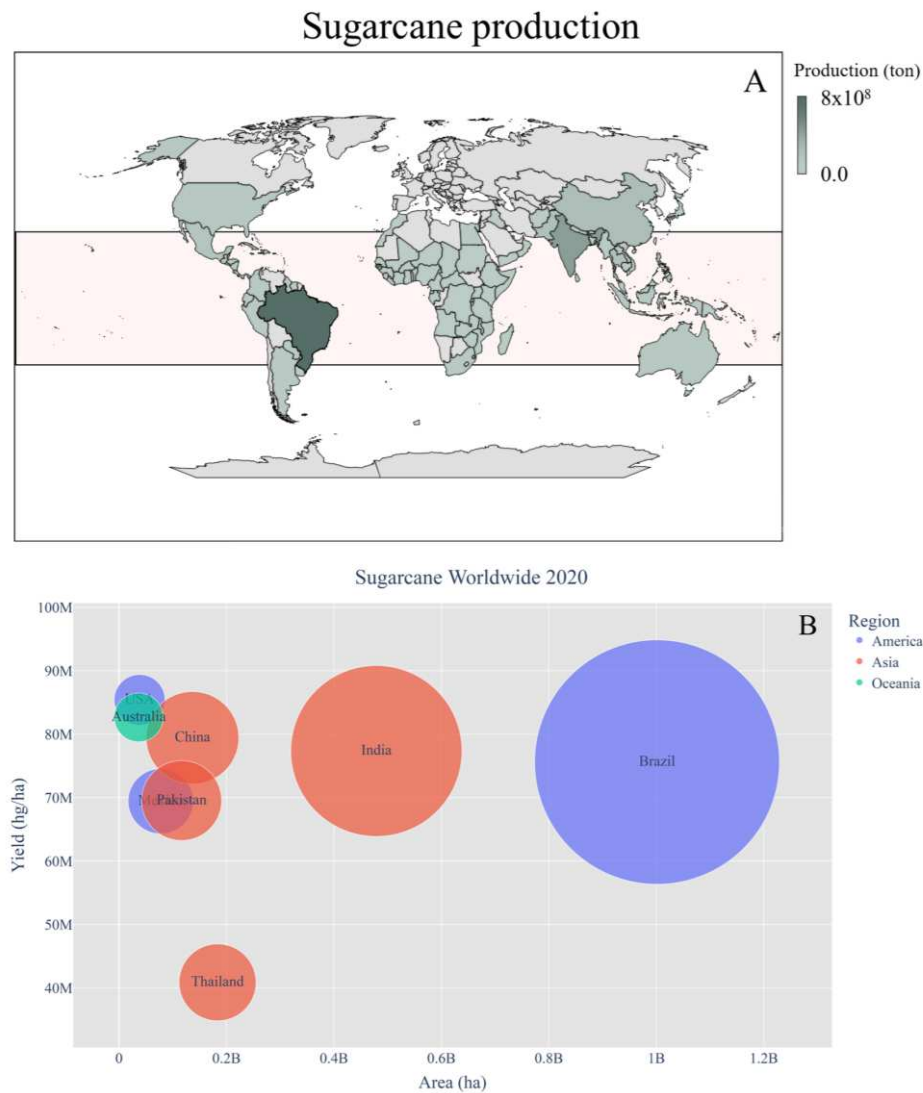 Sugarcane production
A
Production (ton)
8x10⁸
0.0
Sugarcane Worldwide 2020
B
Region
America
Asia
Oceania
Yield (hg/ha)
100M
90M
80M
70M
60M
50M
40M
USA
Australia
China
India
Brazil
Pakistan
Thailand
0
0.2B
0.4B
0.6B
0.8B
1B
1.2B
Area (ha)